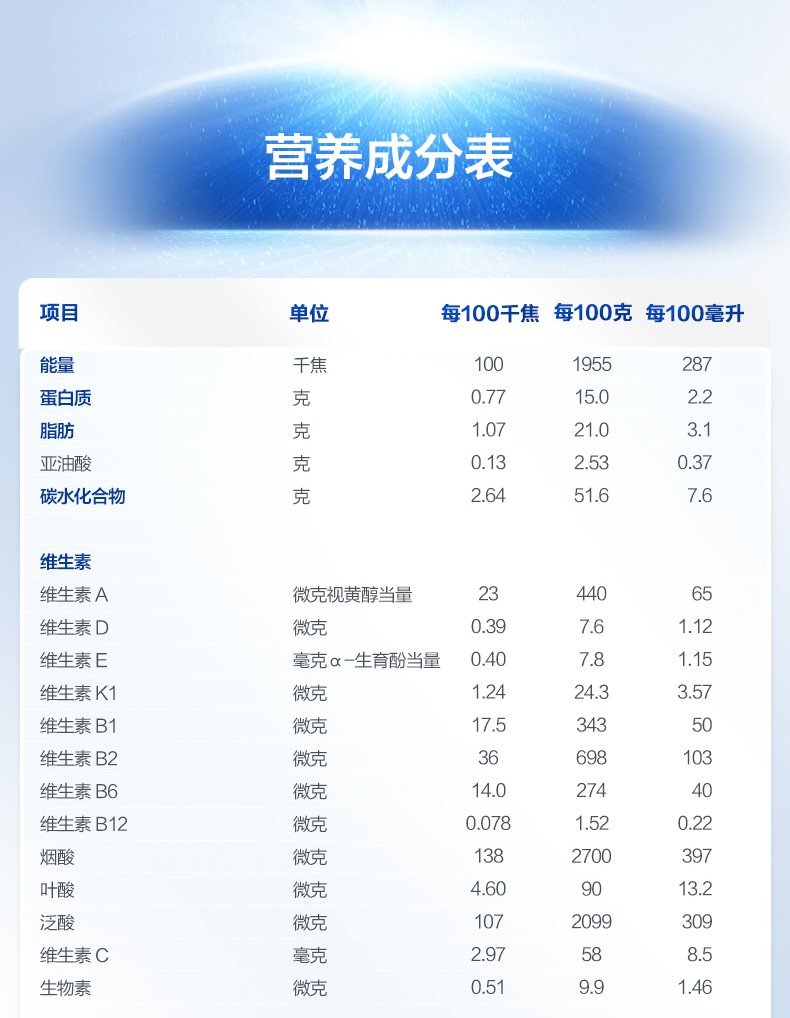 营养成分表
项目 单位 每100千焦 每100克 每100毫升
能量 千焦 100 1955 287
蛋白质 克 0.77 15.0 2.2
脂肪 克 1.07 21.0 3.1
亚油酸 克 0.13 2.53 0.37
碳水化合物 克 2.64 51.6 7.6
维生素
维生素 A 微克视黄醇当量 23 440 65
维生素 D 微克 0.39 7.6 1.12
维生素 E 毫克 α-生育酚当量 0.40 7.8 1.15
维生素 K1 微克 1.24 24.3 3.57
维生素 B1 微克 17.5 343 50
维生素 B2 微克 36 698 103
维生素 B6 微克 14.0 274 40
维生素 B12 微克 0.078 1.52 0.22
烟酸 微克 138 2700 397
叶酸 微克 4.60 90 13.2
泛酸 微克 107 2099 309
维生素 C 毫克 2.97 58 8.5
生物素 微克 0.51 9.9 1.46